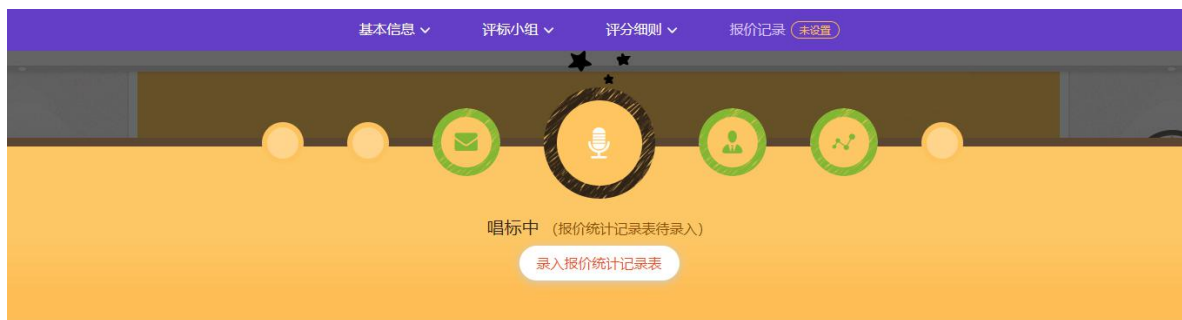 基本信息 评标小组 评分细则 报价记录 未设置
唱标中 （报价统计记录表待录入）
录入报价统计记录表